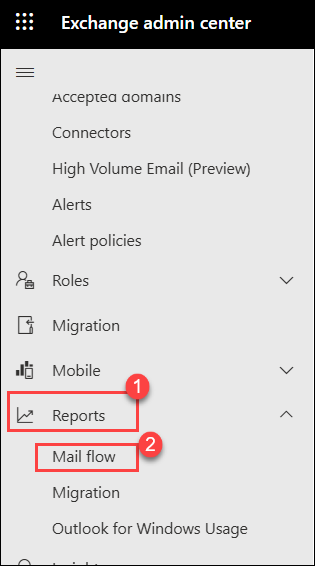 Exchange admin center
Accepted domains
Connectors
High Volume Email (Preview)
Alerts
Alert policies
Roles
Migration
Mobile
1
Reports
2
Mail flow
Migration
Outlook for Windows Usage